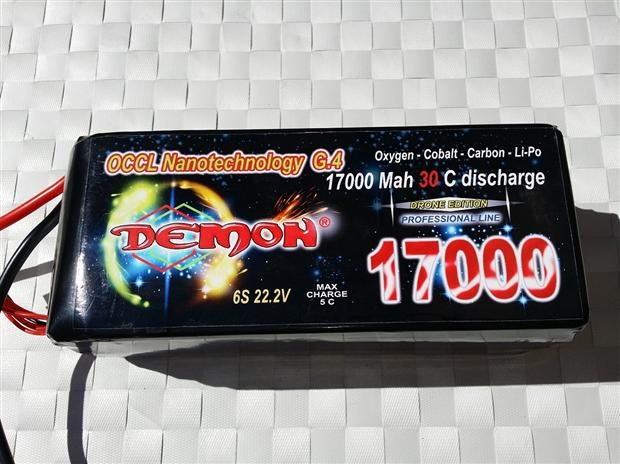 OCCL Nanotechnology G.4
Oxygen - Cobalt - Carbon - Li-Po
17000 Mah 30 C discharge
DRONE EDITION
PROFESSIONAL LINE
DEMON®
17000
6S 22.2V
MAX
CHARGE
5 C